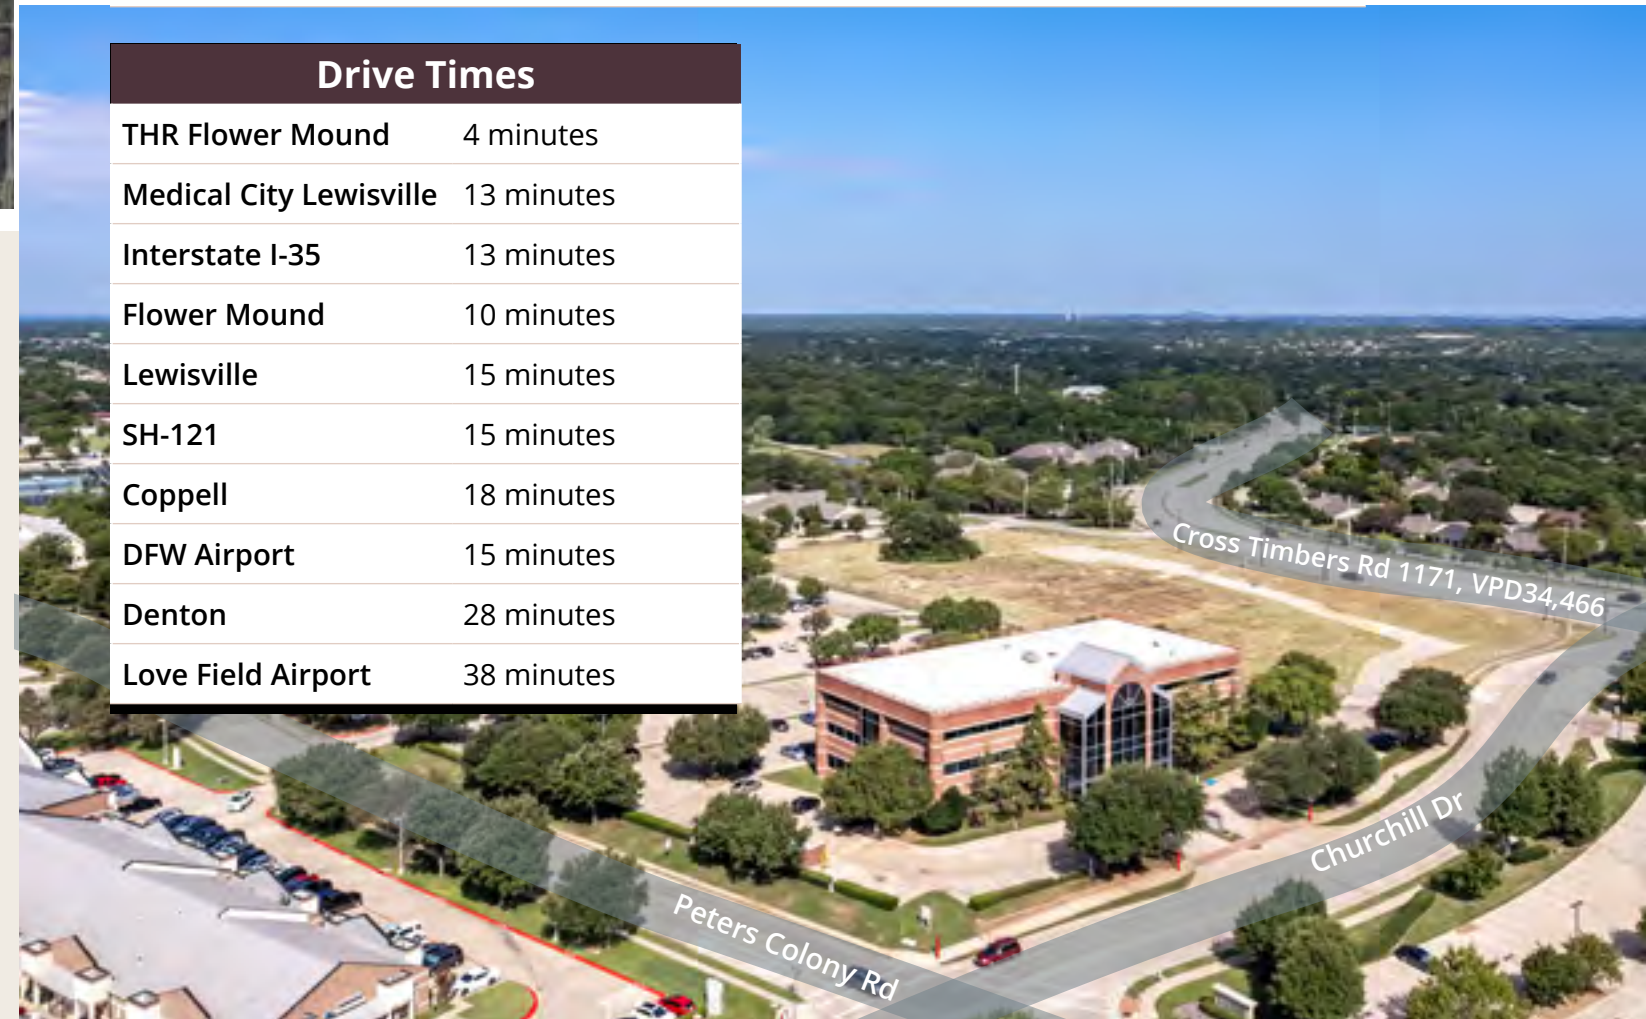 Drive Times
THR Flower Mound 4 minutes
Medical City Lewisville 13 minutes
Interstate I-35 13 minutes
Flower Mound 10 minutes
Lewisville 15 minutes
SH-121 15 minutes
Coppell 18 minutes
DFW Airport 15 minutes
Denton 28 minutes
Love Field Airport 38 minutes
Cross Timbers Rd 1171, VPD34,466
Churchill Dr
Peters Colony Rd